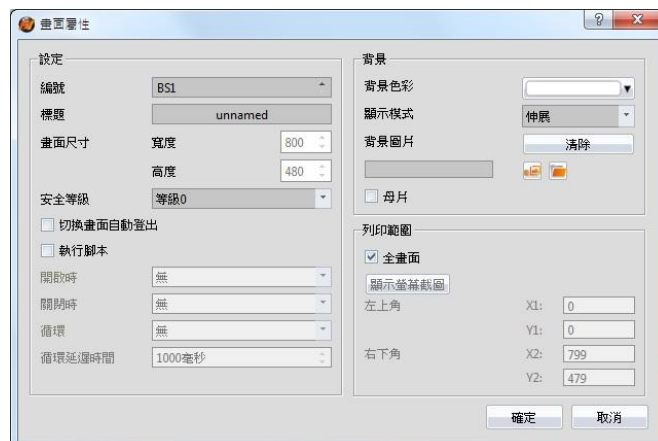 畫面屬性
設定
編號 BS1
標題 unnamed
畫面尺寸 寬度 800
高度 480
安全等級 等級0
切換畫面自動登出
執行腳本
開啟時 無
關閉時 無
循環 無
循環延遲時間 1000毫秒
背景
背景色彩
顯示模式 伸展
背景圖片 清除
母片
列印範圍
全畫面
顯示螢幕截圖
左上角 X1: 0
Y1: 0
右下角 X2: 799
Y2: 479
確定 取消